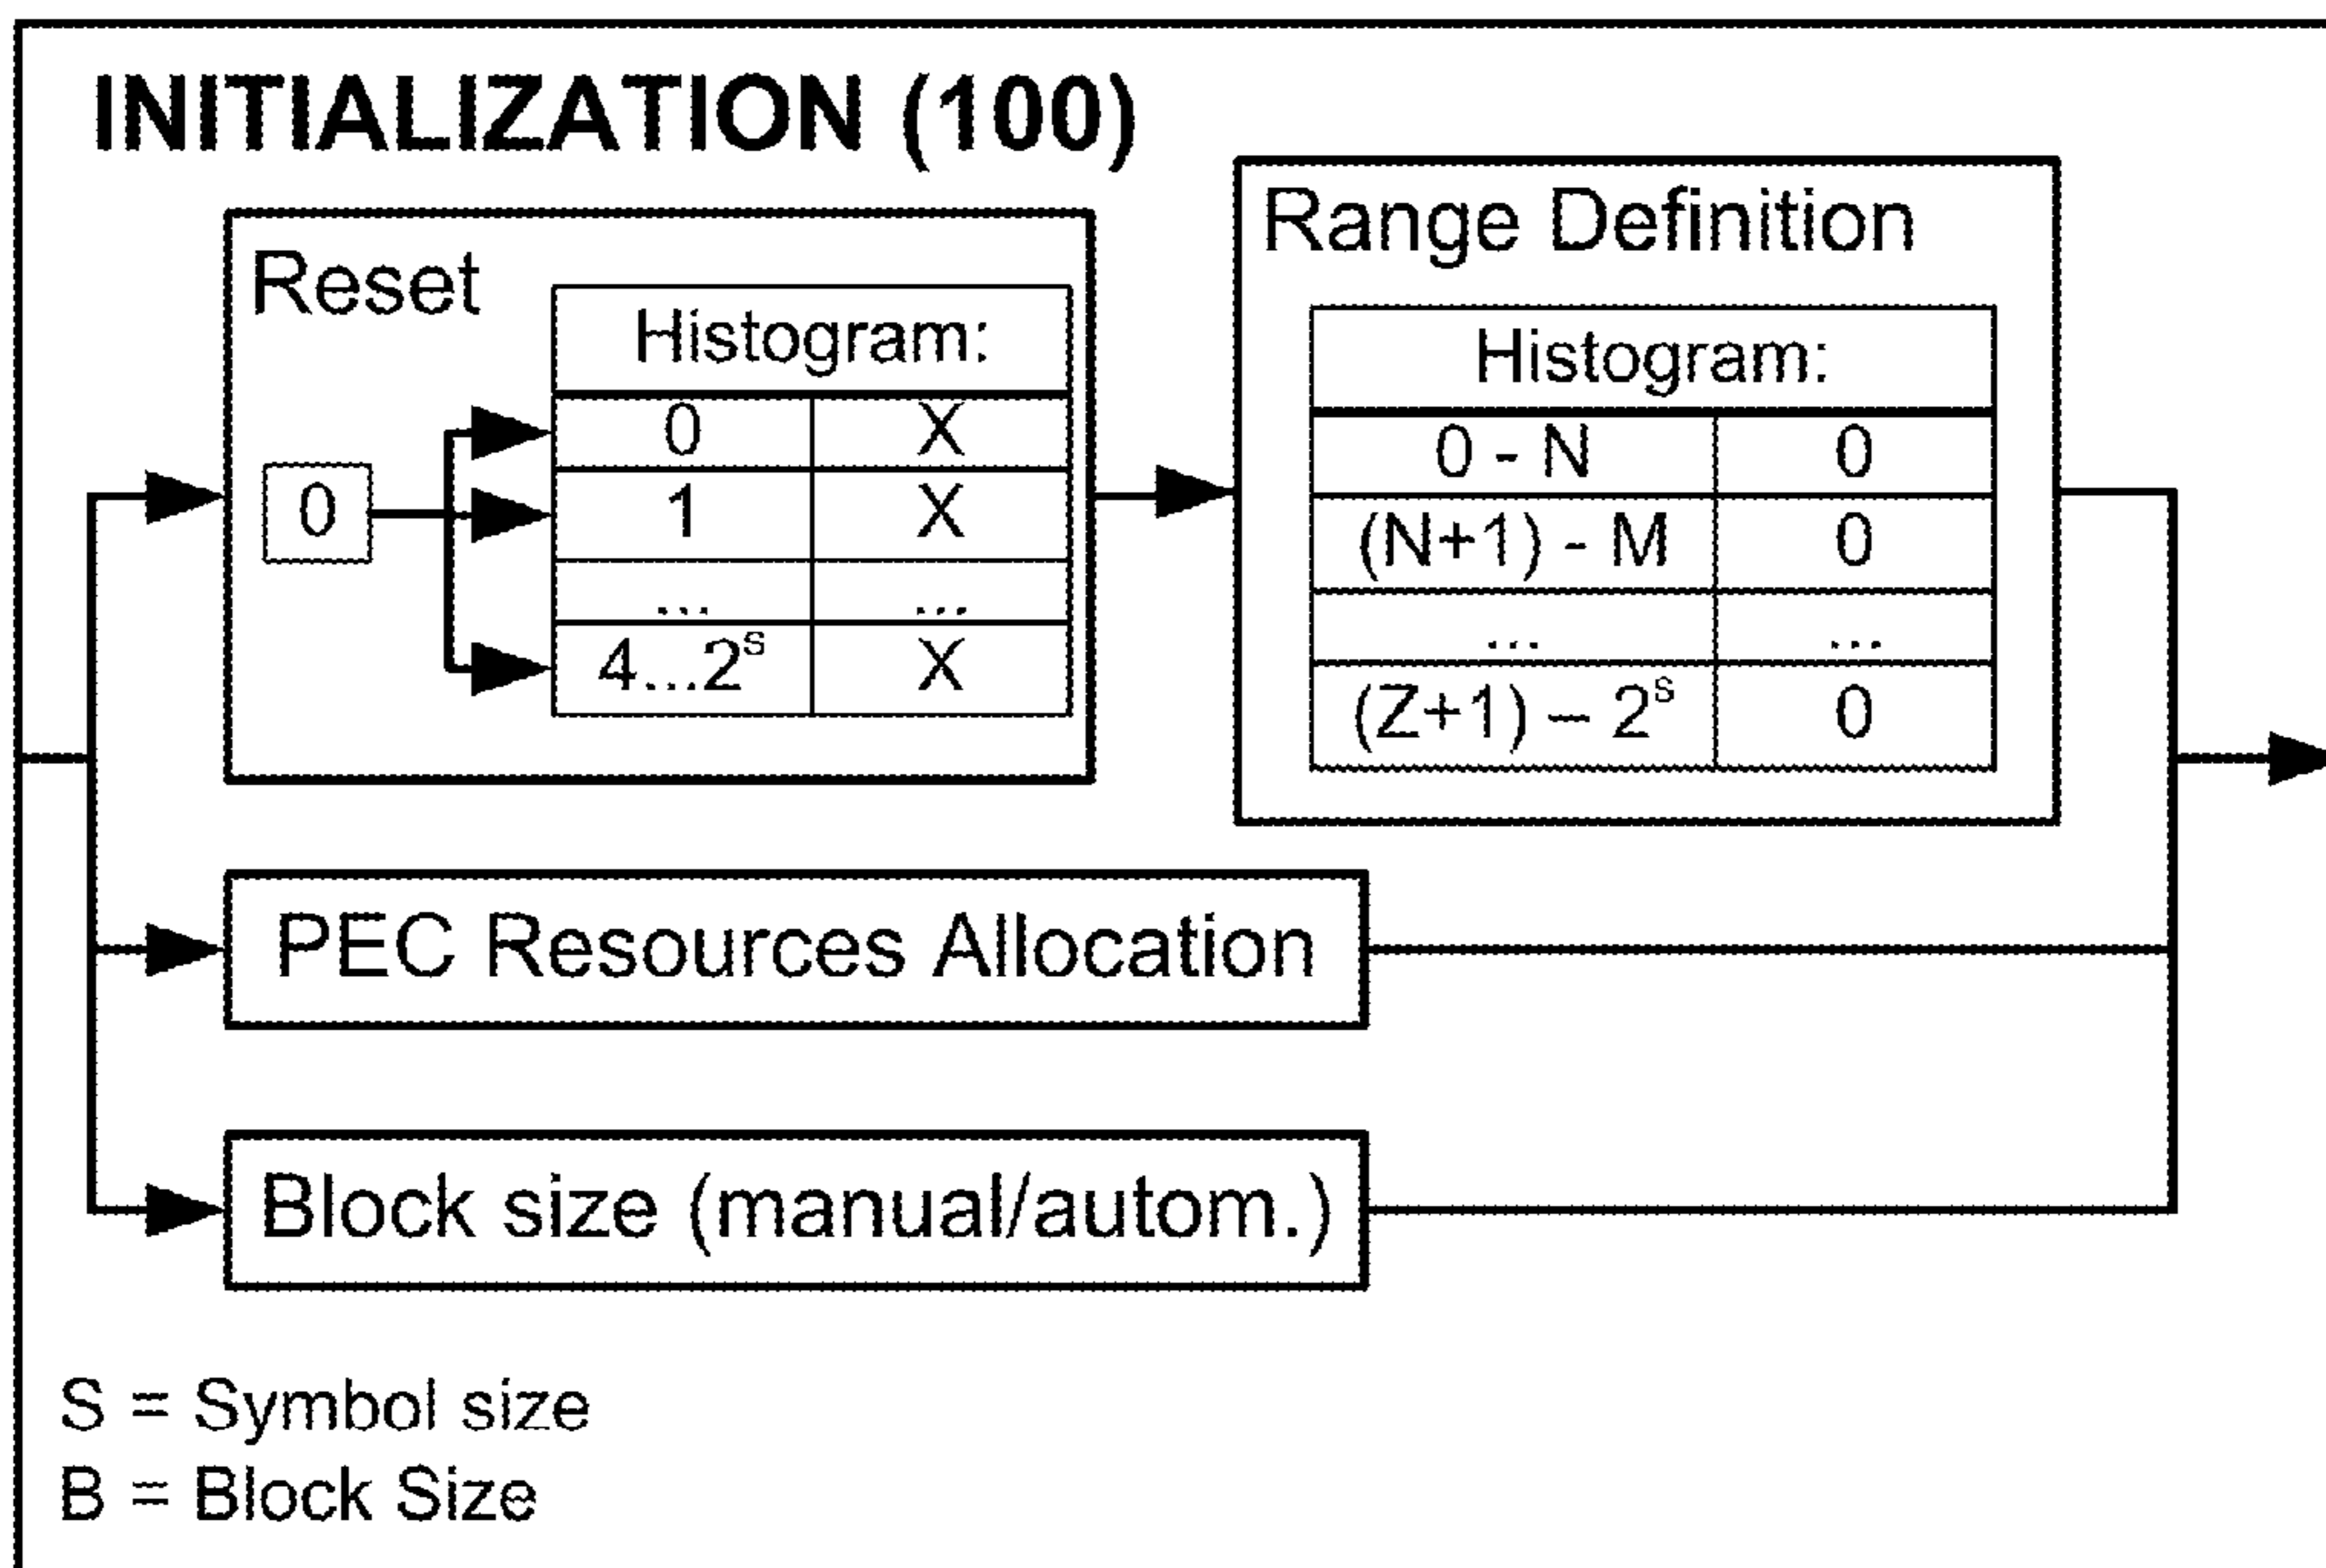 INITIALIZATION (100)
Reset
0
Histogram:
0 X
1 X
... ...
4...2^s X
Range Definition
Histogram:
0 - N 0
(N+1) - M 0
... ...
(Z+1) – 2^s 0
PEC Resources Allocation
Block size (manual/autom.)
S = Symbol size
B = Block Size